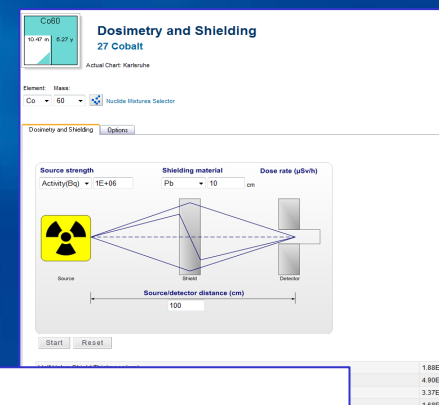 Co60
10.47 m 5.27 y
Dosimetry and Shielding
27 Cobalt
Actual Chart: Karlsruhe
Element: Mass:
Co 60 Nuclide Mixtures Selector
Dosimetry and Shielding Options
Source strength Shielding material Dose rate (µSv/h)
Activity(Bq) 1E+06 Pb 10 cm
Source Shield Detector
Source/detector distance (cm)
100
Start Reset
1.88E
4.90E
3.37E
1.68E